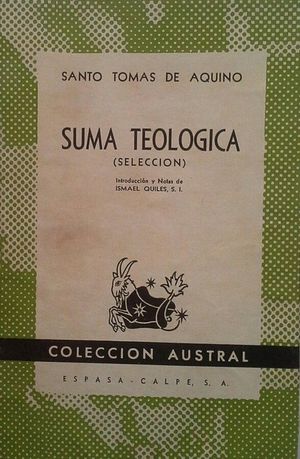 SANTO TOMAS DE AQUINO
SUMA TEOLOGICA
(SELECCION)
Introducción y Notas de
ISMAEL QUILES, S. I.
COLECCION AUSTRAL
ESPASA-CALPE, S. A.